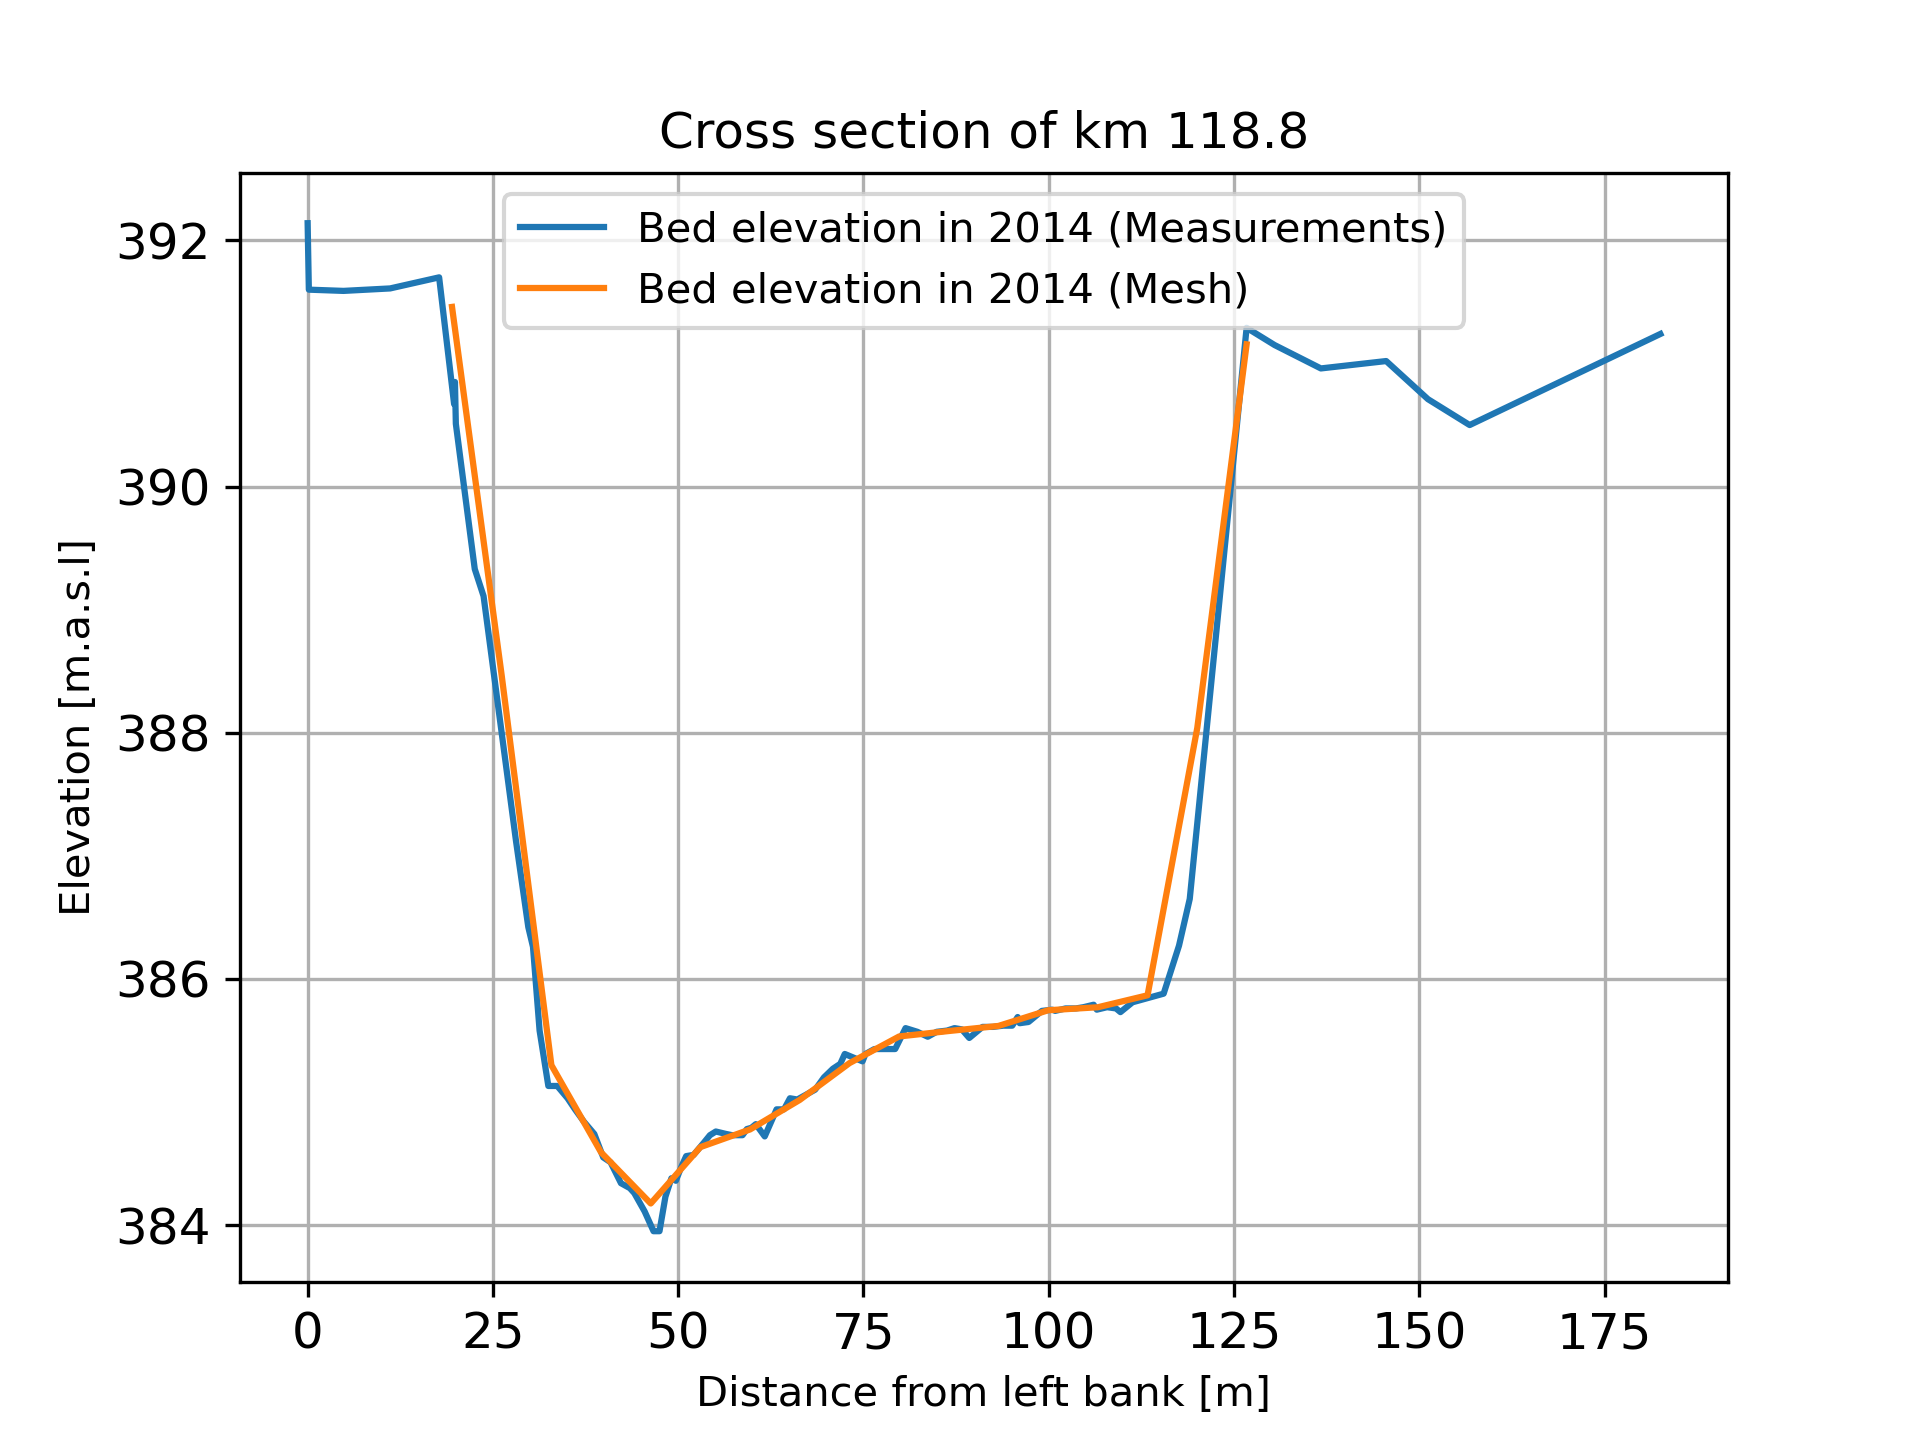 Cross section of km 118.8
Bed elevation in 2014 (Measurements)
Bed elevation in 2014 (Mesh)
392
390
388
386
384
Elevation [m.a.s.l]
0 25 50 75 100 125 150 175
Distance from left bank [m]